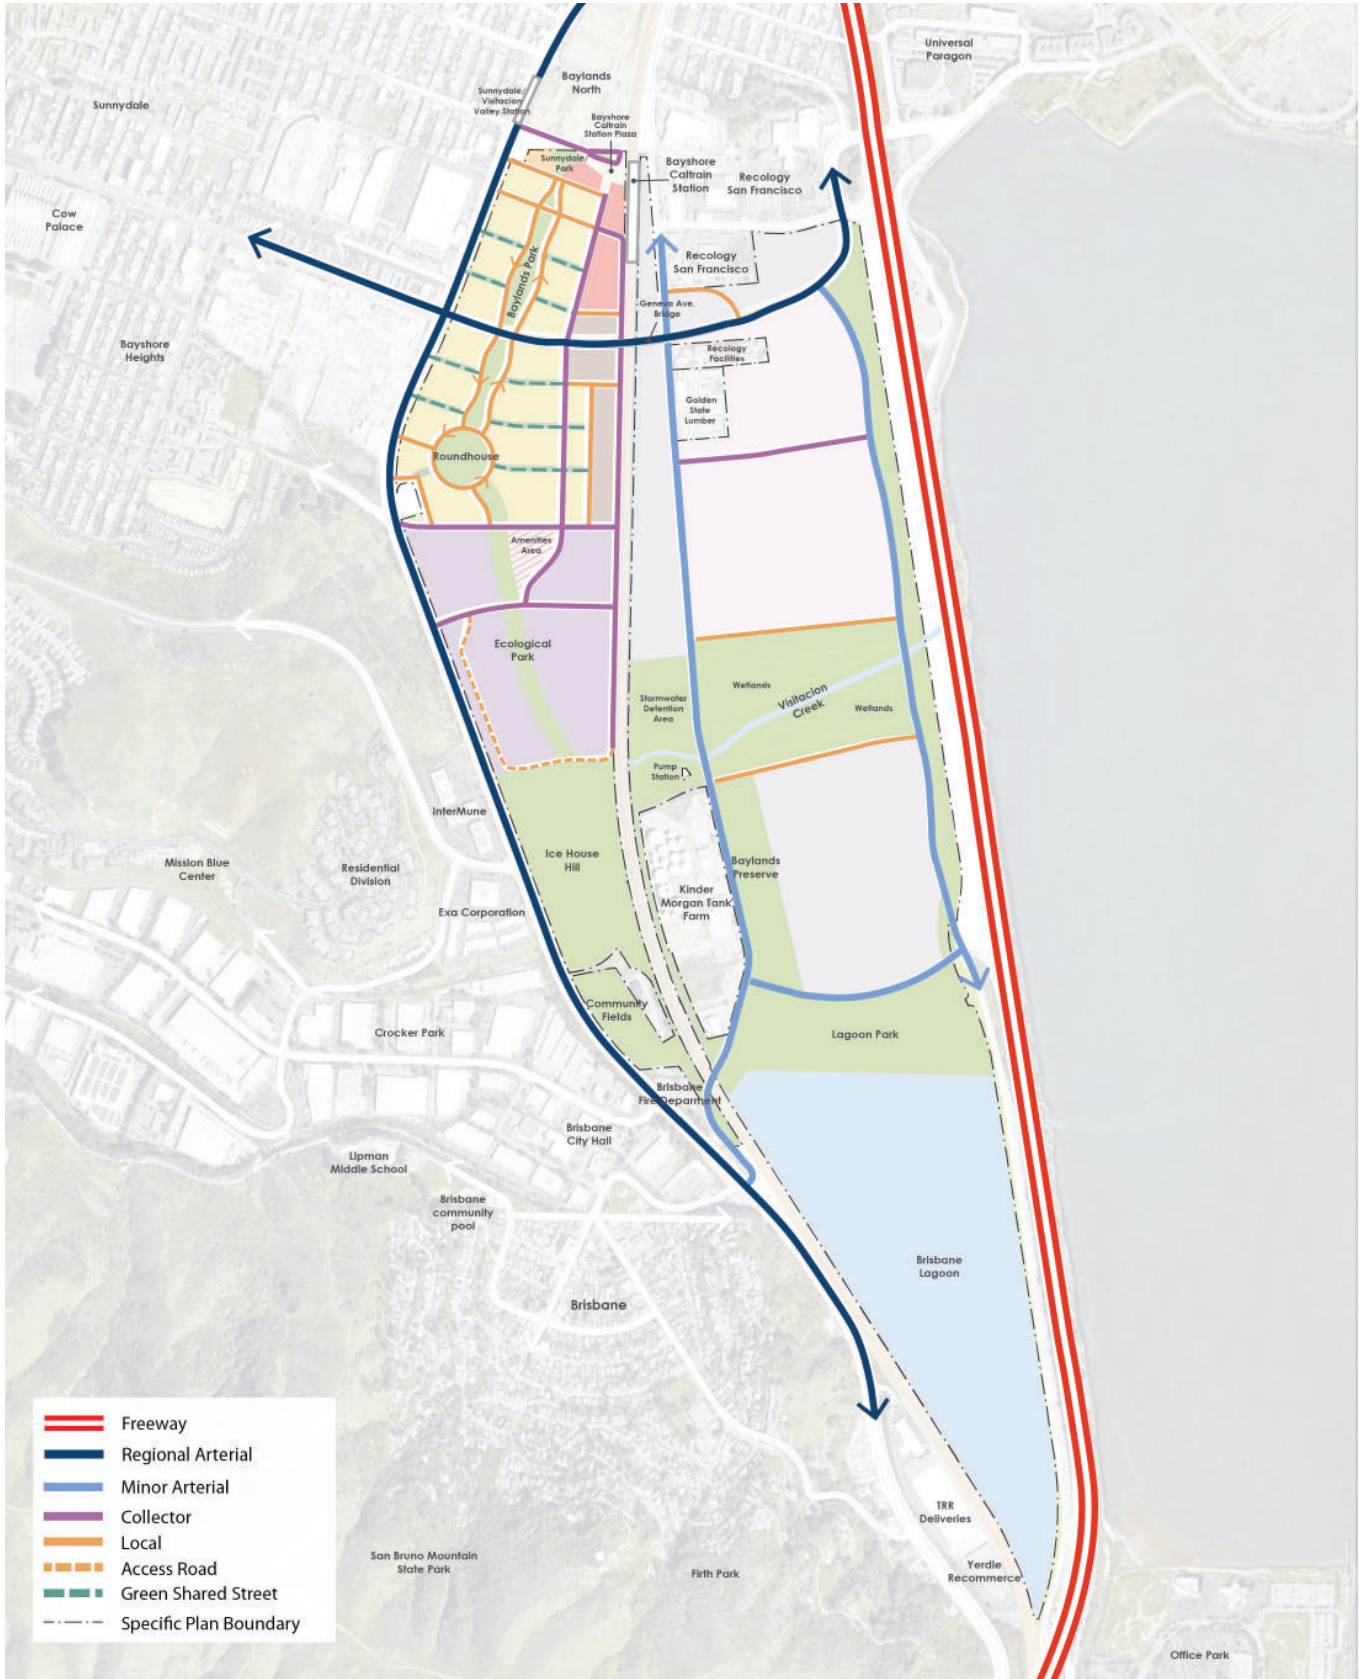 Universal
Paragon
Baylands
North
Sunnydale/
Visitacion
Valley Station
Sunnydale
Bayshore
Caltrain
Station Plaza
Sunnydale
Park
Bayshore
Caltrain
Station
Recology
San Francisco
Cow
Palace
Baylands Park
Recology
San Francisco
Geneva Ave.
Bridge
Bayshore
Heights
Recology
Facilities
Golden
State
Lumber
Roundhouse
Amenities
Area
Ecological
Park
Wetlands
Stormwater
Detention
Area
Visitacion
Creek
Wetlands
Pump
Station
InterMune
Ice House
Hill
Mission Blue
Center
Residential
Division
Baylands
Preserve
Kinder
Morgan Tank
Farm
Exa Corporation
Community
Fields
Crocker Park
Lagoon Park
Brisbane
Fire Deparment
Brisbane
City Hall
Lipman
Middle School
Brisbane
community
pool
Brisbane
Lagoon
Brisbane
TRR
Deliveries
San Bruno Mountain
State Park
Firth Park
Yerdle
Recommerce
Office Park
Freeway
Regional Arterial
Minor Arterial
Collector
Local
Access Road
Green Shared Street
Specific Plan Boundary